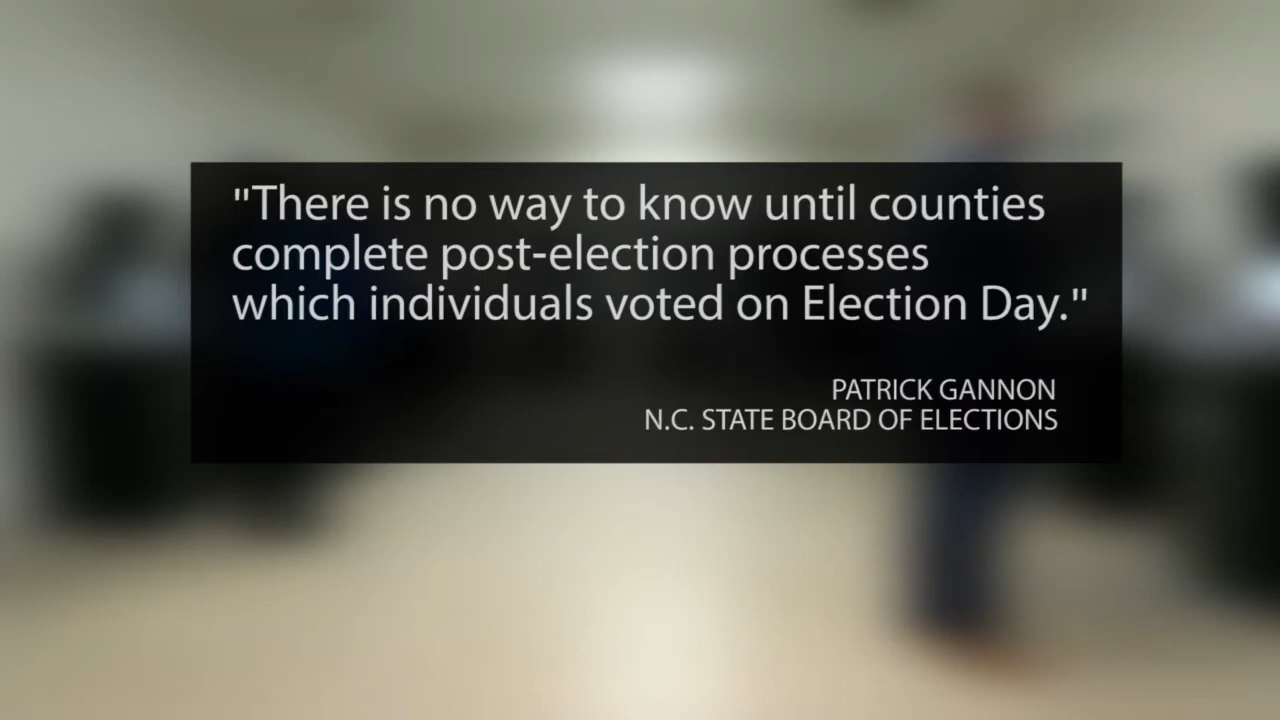 "There is no way to know until counties
complete post-election processes
which individuals voted on Election Day."
PATRICK GANNON
N.C. STATE BOARD OF ELECTIONS